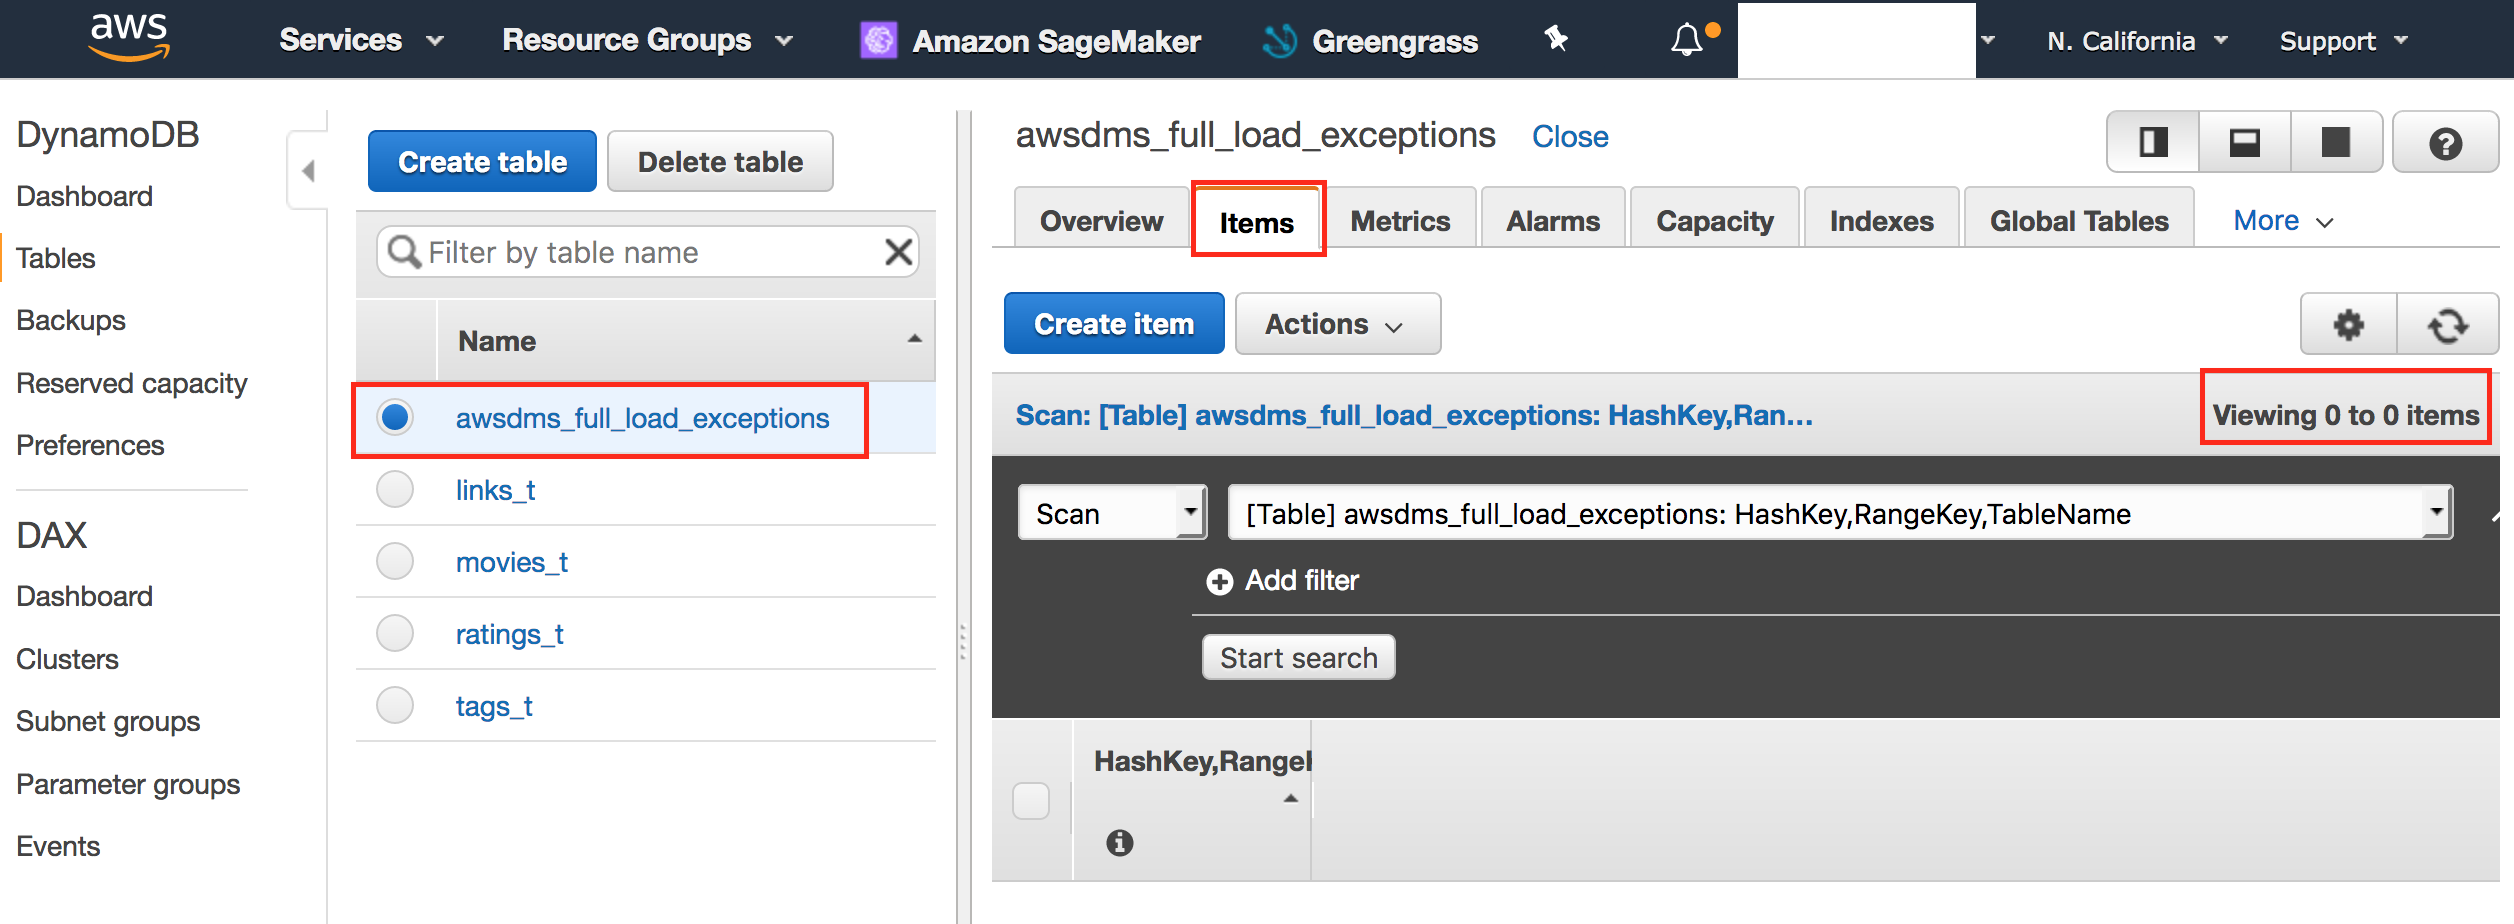 aws
Services
Resource Groups
Amazon SageMaker
Greengrass
N. California
Support
DynamoDB
Dashboard
Tables
Backups
Reserved capacity
Preferences
DAX
Dashboard
Clusters
Subnet groups
Parameter groups
Events
Create table
Delete table
Filter by table name
Name
awsdms_full_load_exceptions
links_t
movies_t
ratings_t
tags_t
awsdms_full_load_exceptions
Close
Overview
Items
Metrics
Alarms
Capacity
Indexes
Global Tables
More
Create item
Actions
Scan: [Table] awsdms_full_load_exceptions: HashKey,Ran...
Viewing 0 to 0 items
Scan
[Table] awsdms_full_load_exceptions: HashKey,RangeKey,TableName
Add filter
Start search
HashKey,Range